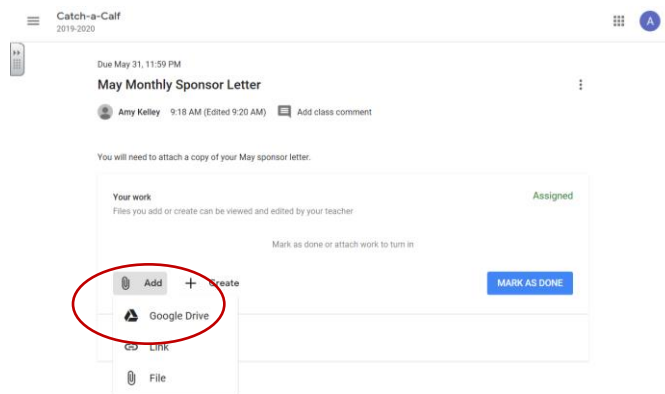 Catch-a-Calf
2019-2020
A
Due May 31, 11:59 PM
May Monthly Sponsor Letter
Amy Kelley 9:18 AM (Edited 9:20 AM) Add class comment
You will need to attach a copy of your May sponsor letter.
Your work Assigned
Files you add or create can be viewed and edited by your teacher
Mark as done or attach work to turn in
Add + Create MARK AS DONE
Google Drive
Link
File